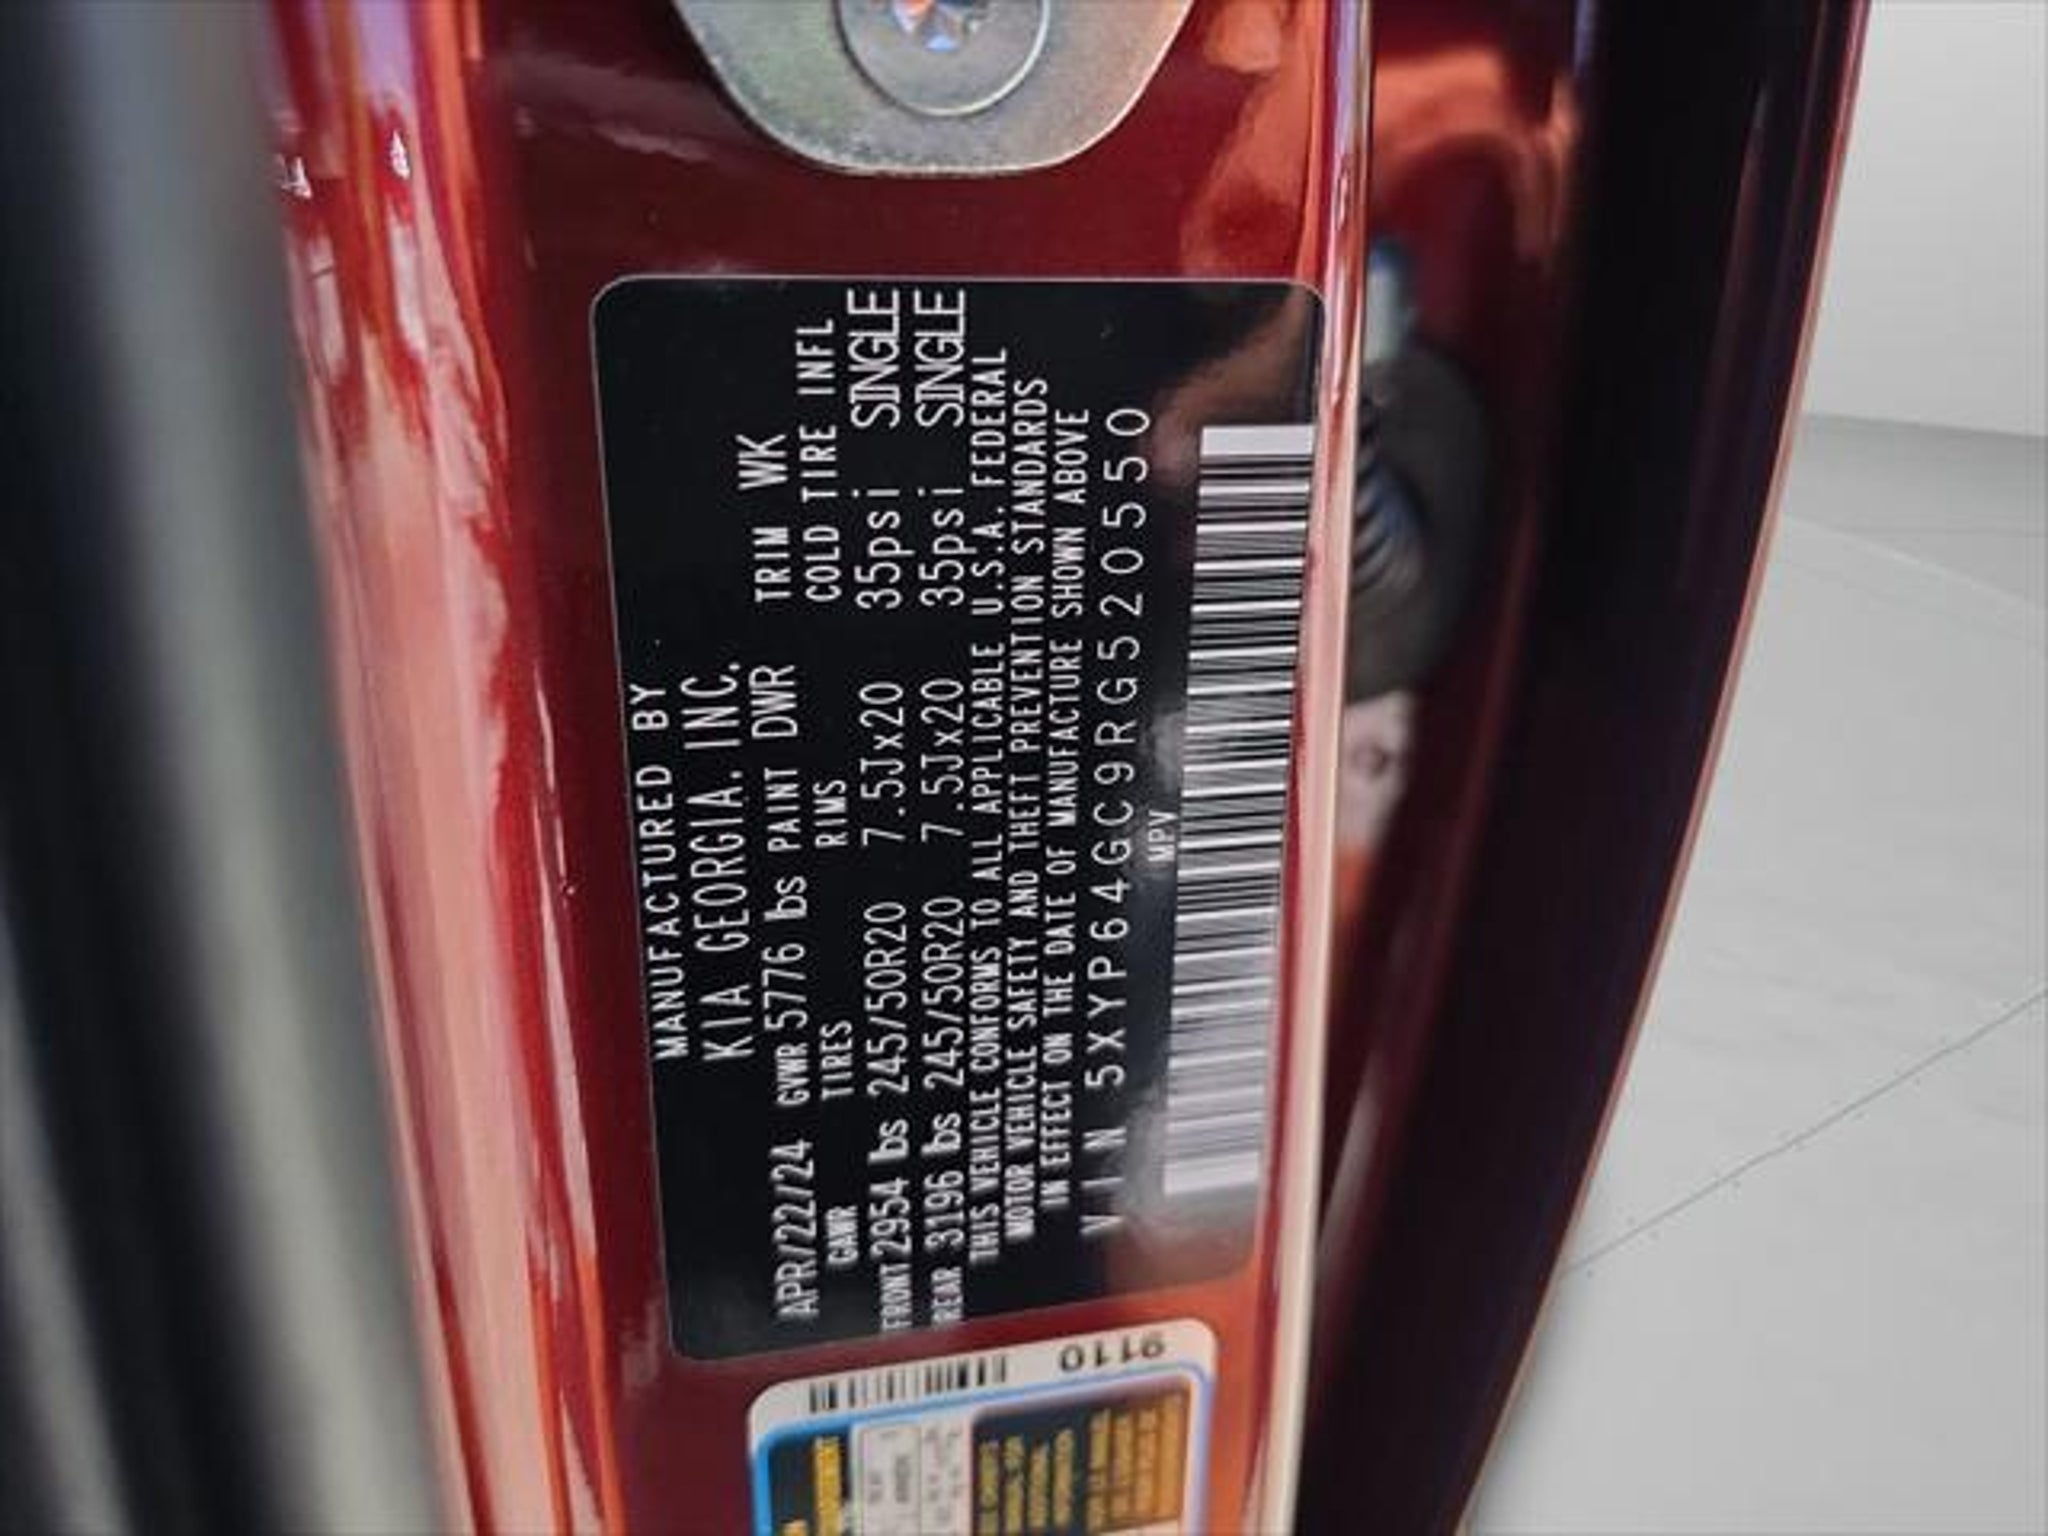 MANUFACTURED BY
KIA GEORGIA. INC.
APR/22/24 GVWR 5776 lbs PAINT DWR TRIM WK
GAWR TIRES RIMS COLD TIRE INFL
FRONT 2954 lbs 245/50R20 7.5Jx20 35psi SINGLE
REAR 3196 lbs 245/50R20 7.5Jx20 35psi SINGLE
THIS VEHICLE CONFORMS TO ALL APPLICABLE U.S.A. FEDERAL
MOTOR VEHICLE SAFETY AND THEFT PREVENTION STANDARDS
IN EFFECT ON THE DATE OF MANUFACTURE SHOWN ABOVE
VIN 5XYP64GC9RG520550
MPV
9110